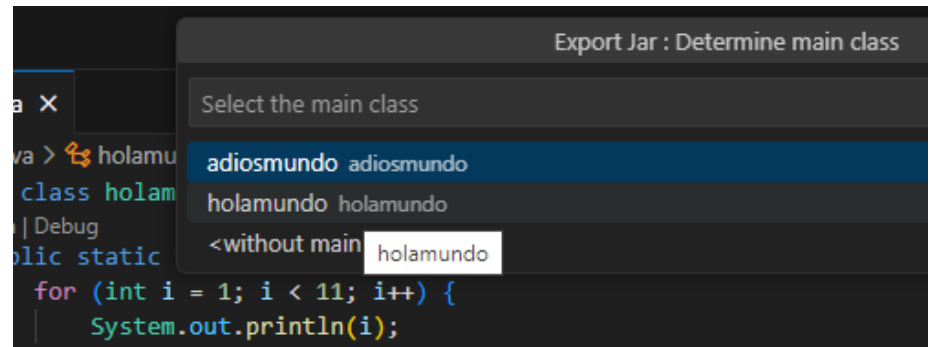 Export Jar : Determine main class
a ×
Select the main class
va > holamu
adiosmundo adiosmundo
class holam
holamundo holamundo
| Debug
<without main
holamundo
blic static
for (int i = 1; i < 11; i++) {
System.out.println(i);